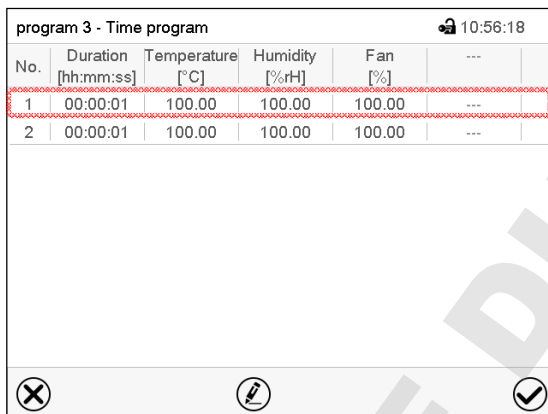 program 3 - Time program 10:56:18
No. Duration [hh:mm:ss] Temperature [°C] Humidity [%rH] Fan [%] ---
1 00:00:01 100.00 100.00 100.00 ---
2 00:00:01 100.00 100.00 100.00 ---